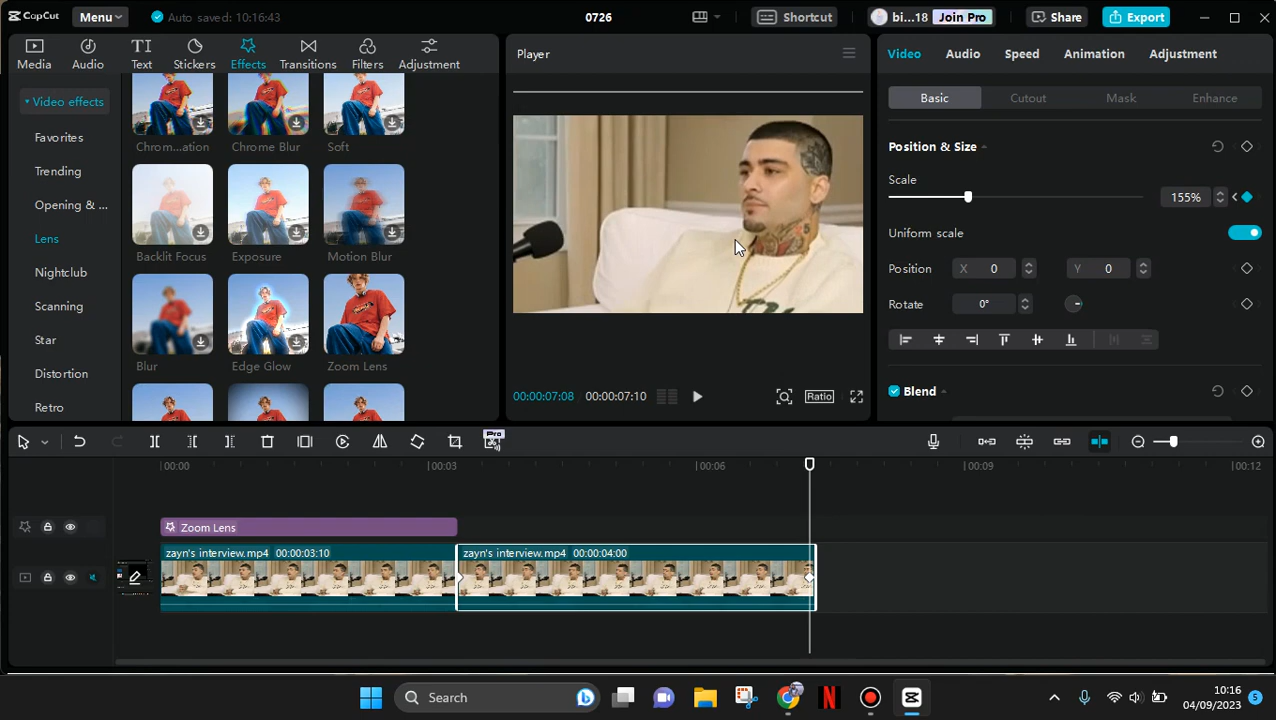 CapCut Menu Auto saved: 10:16:43 0726 Shortcut bi...18 Join Pro Share Export
Media Audio Text Stickers Effects Transitions Filters Adjustment
Player
Video Audio Speed Animation Adjustment
Video effects
Basic Cutout Mask Enhance
Favorites
Chrom...ation Chrome Blur Soft
Position & Size
Trending
Scale
155%
Opening & ...
Uniform scale
Lens
Backlit Focus Exposure Motion Blur
Position X 0 Y 0
Nightclub
Rotate 0°
Scanning
Star
Blur Edge Glow Zoom Lens
Distortion
Blend
00:00:07:08 00:00:07:10 Ratio
Retro
Pro
00:00 00:03 00:06 00:09 00:12
Zoom Lens
zayn's interview.mp4 00:00:03:10 zayn's interview.mp4 00:00:04:00
Search
10:16
04/09/2023
5